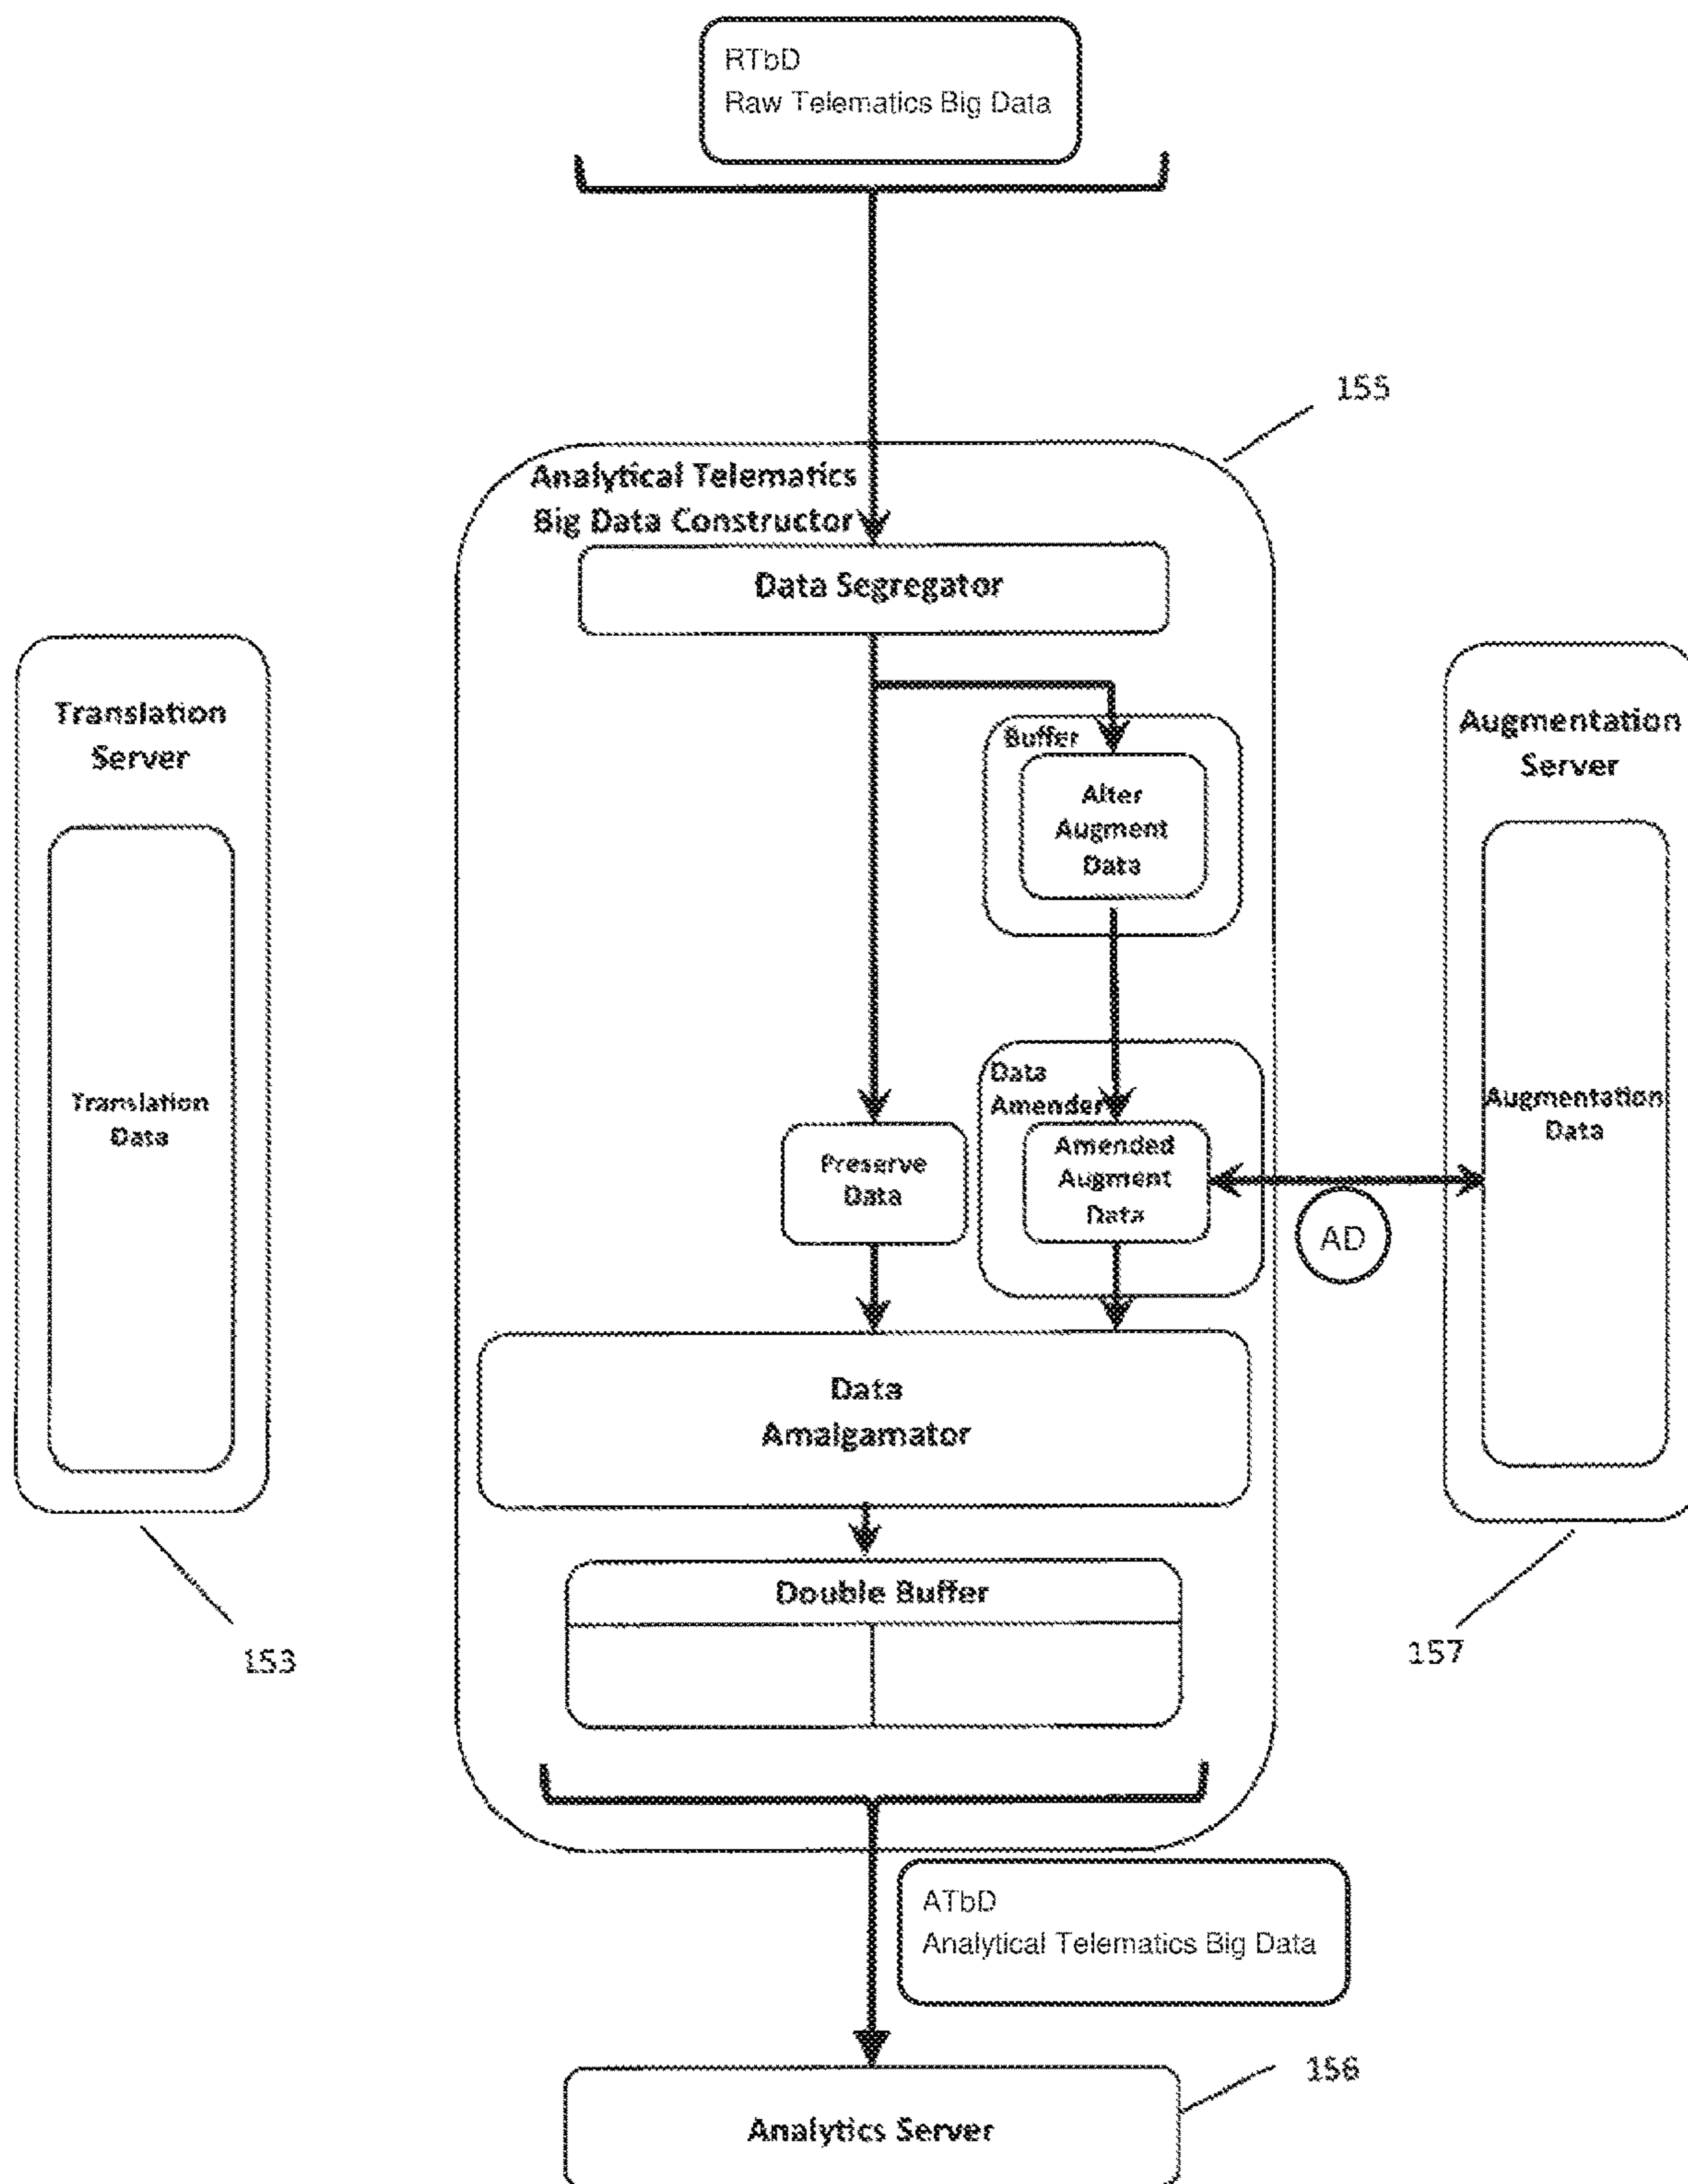 RTbD
Raw Telematics Big Data
155
Analytical Telematics
Big Data Constructor
Data Segregator
Translation
Server
Buffer
Augmentation
Server
Alter
Augment
Data
Translation
Data
Data
Amender
Augmentation
Data
Preserve
Data
Amended
Augment
Data
AD
Data
Amalgamator
Double Buffer
153
157
ATbD
Analytical Telematics Big Data
156
Analytics Server